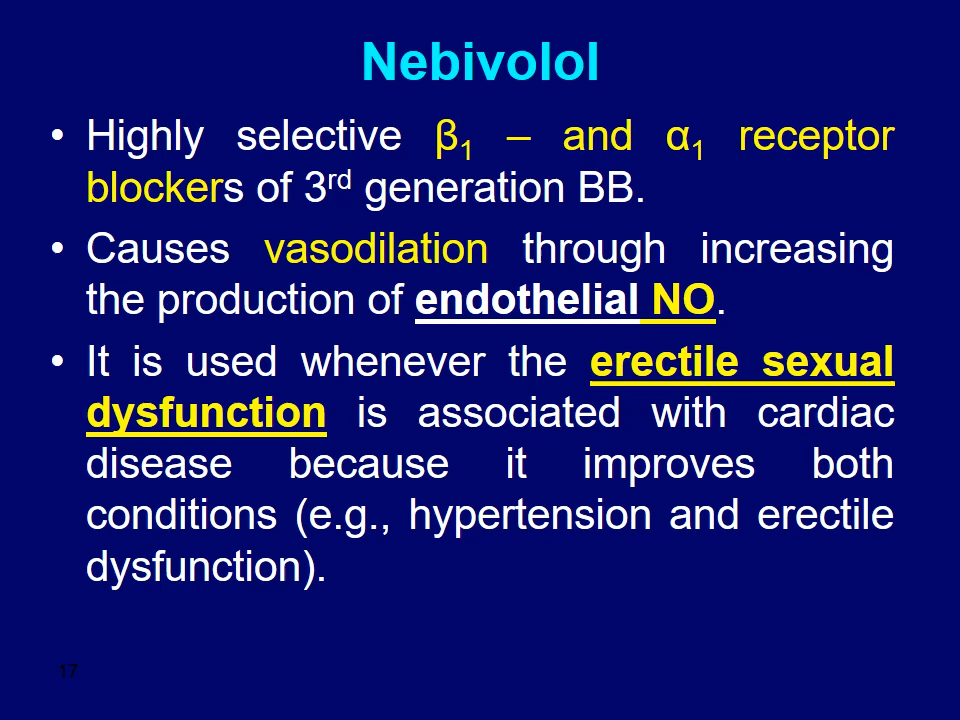 Nebivolol
• Highly selective β₁ – and α₁ receptor
blockers of 3rd generation BB.
• Causes vasodilation through increasing
the production of endothelial NO.
• It is used whenever the erectile sexual
dysfunction is associated with cardiac
disease because it improves both
conditions (e.g., hypertension and erectile
dysfunction).
17